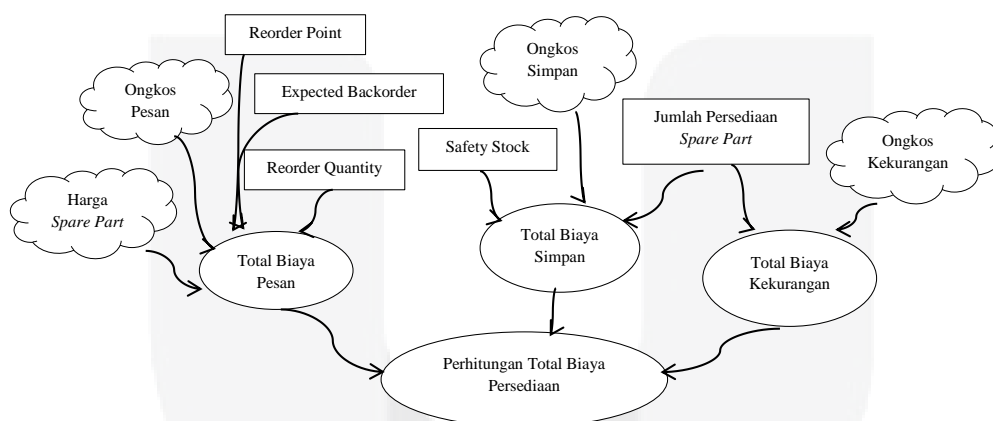 Reorder Point
Ongkos
Simpan
Ongkos
Pesan
Expected Backorder
Jumlah Persediaan
Spare Part
Safety Stock
Ongkos
Kekurangan
Reorder Quantity
Harga
Spare Part
Total Biaya
Pesan
Total Biaya
Simpan
Total Biaya
Kekurangan
Perhitungan Total Biaya
Persediaan